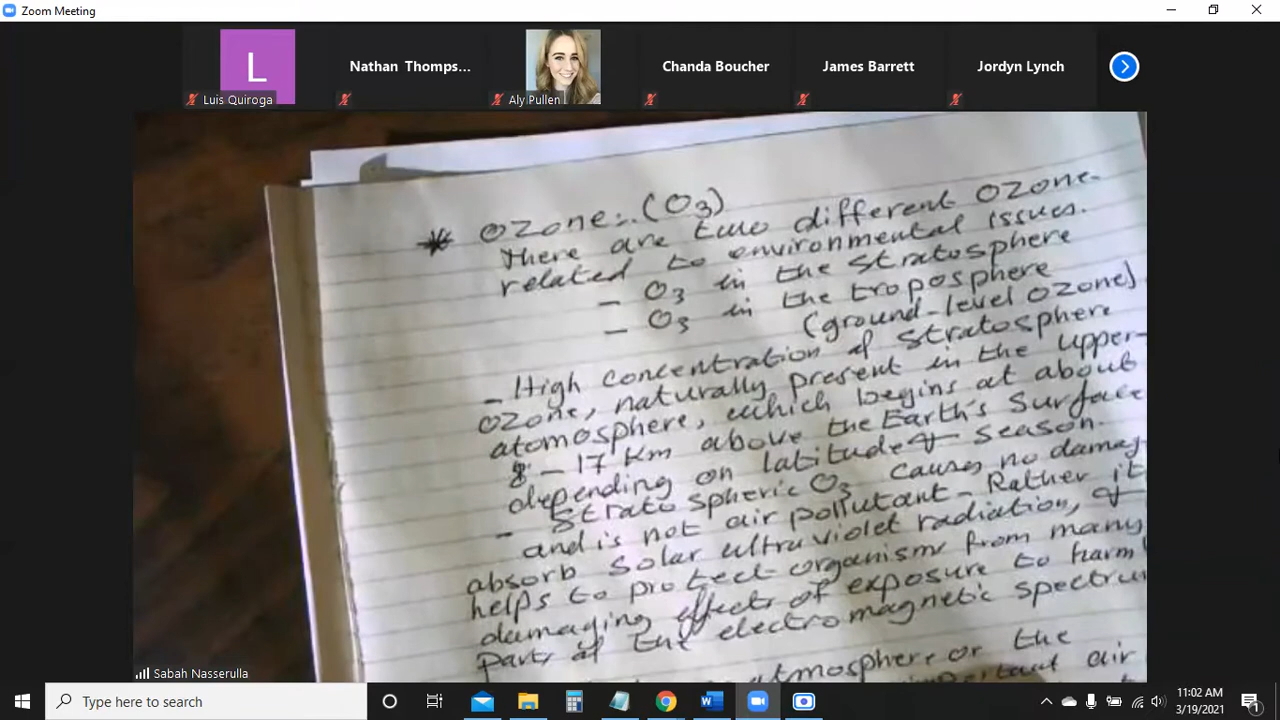 Zoom Meeting
L
Luis Quiroga
Nathan Thomps...
Aly Pullen
Chanda Boucher
James Barrett
Jordyn Lynch
* Ozone:. (O3)
There are two different Ozone.
related to environmental issues.
- O3 in the stratosphere
- O3 in the troposphere
(ground-level Ozone)
- High concentration of stratosphere
Ozone, naturally present in the upper-
atomosphere, which begins at about
8 - 17 Km above the Earth's Surface
depending on latitude & season.
- Stratospheric O3 causes no damag
and is not air pollutant - Rather it
absorb solar ultraviolet radiation, &
helps to protect organism from many
damaging effects of exposure to harm
parts of the electromagnetic spectrum
atmosphere or the
air
Sabah Nasserulla
Type here to search
11:02 AM
3/19/2021
1